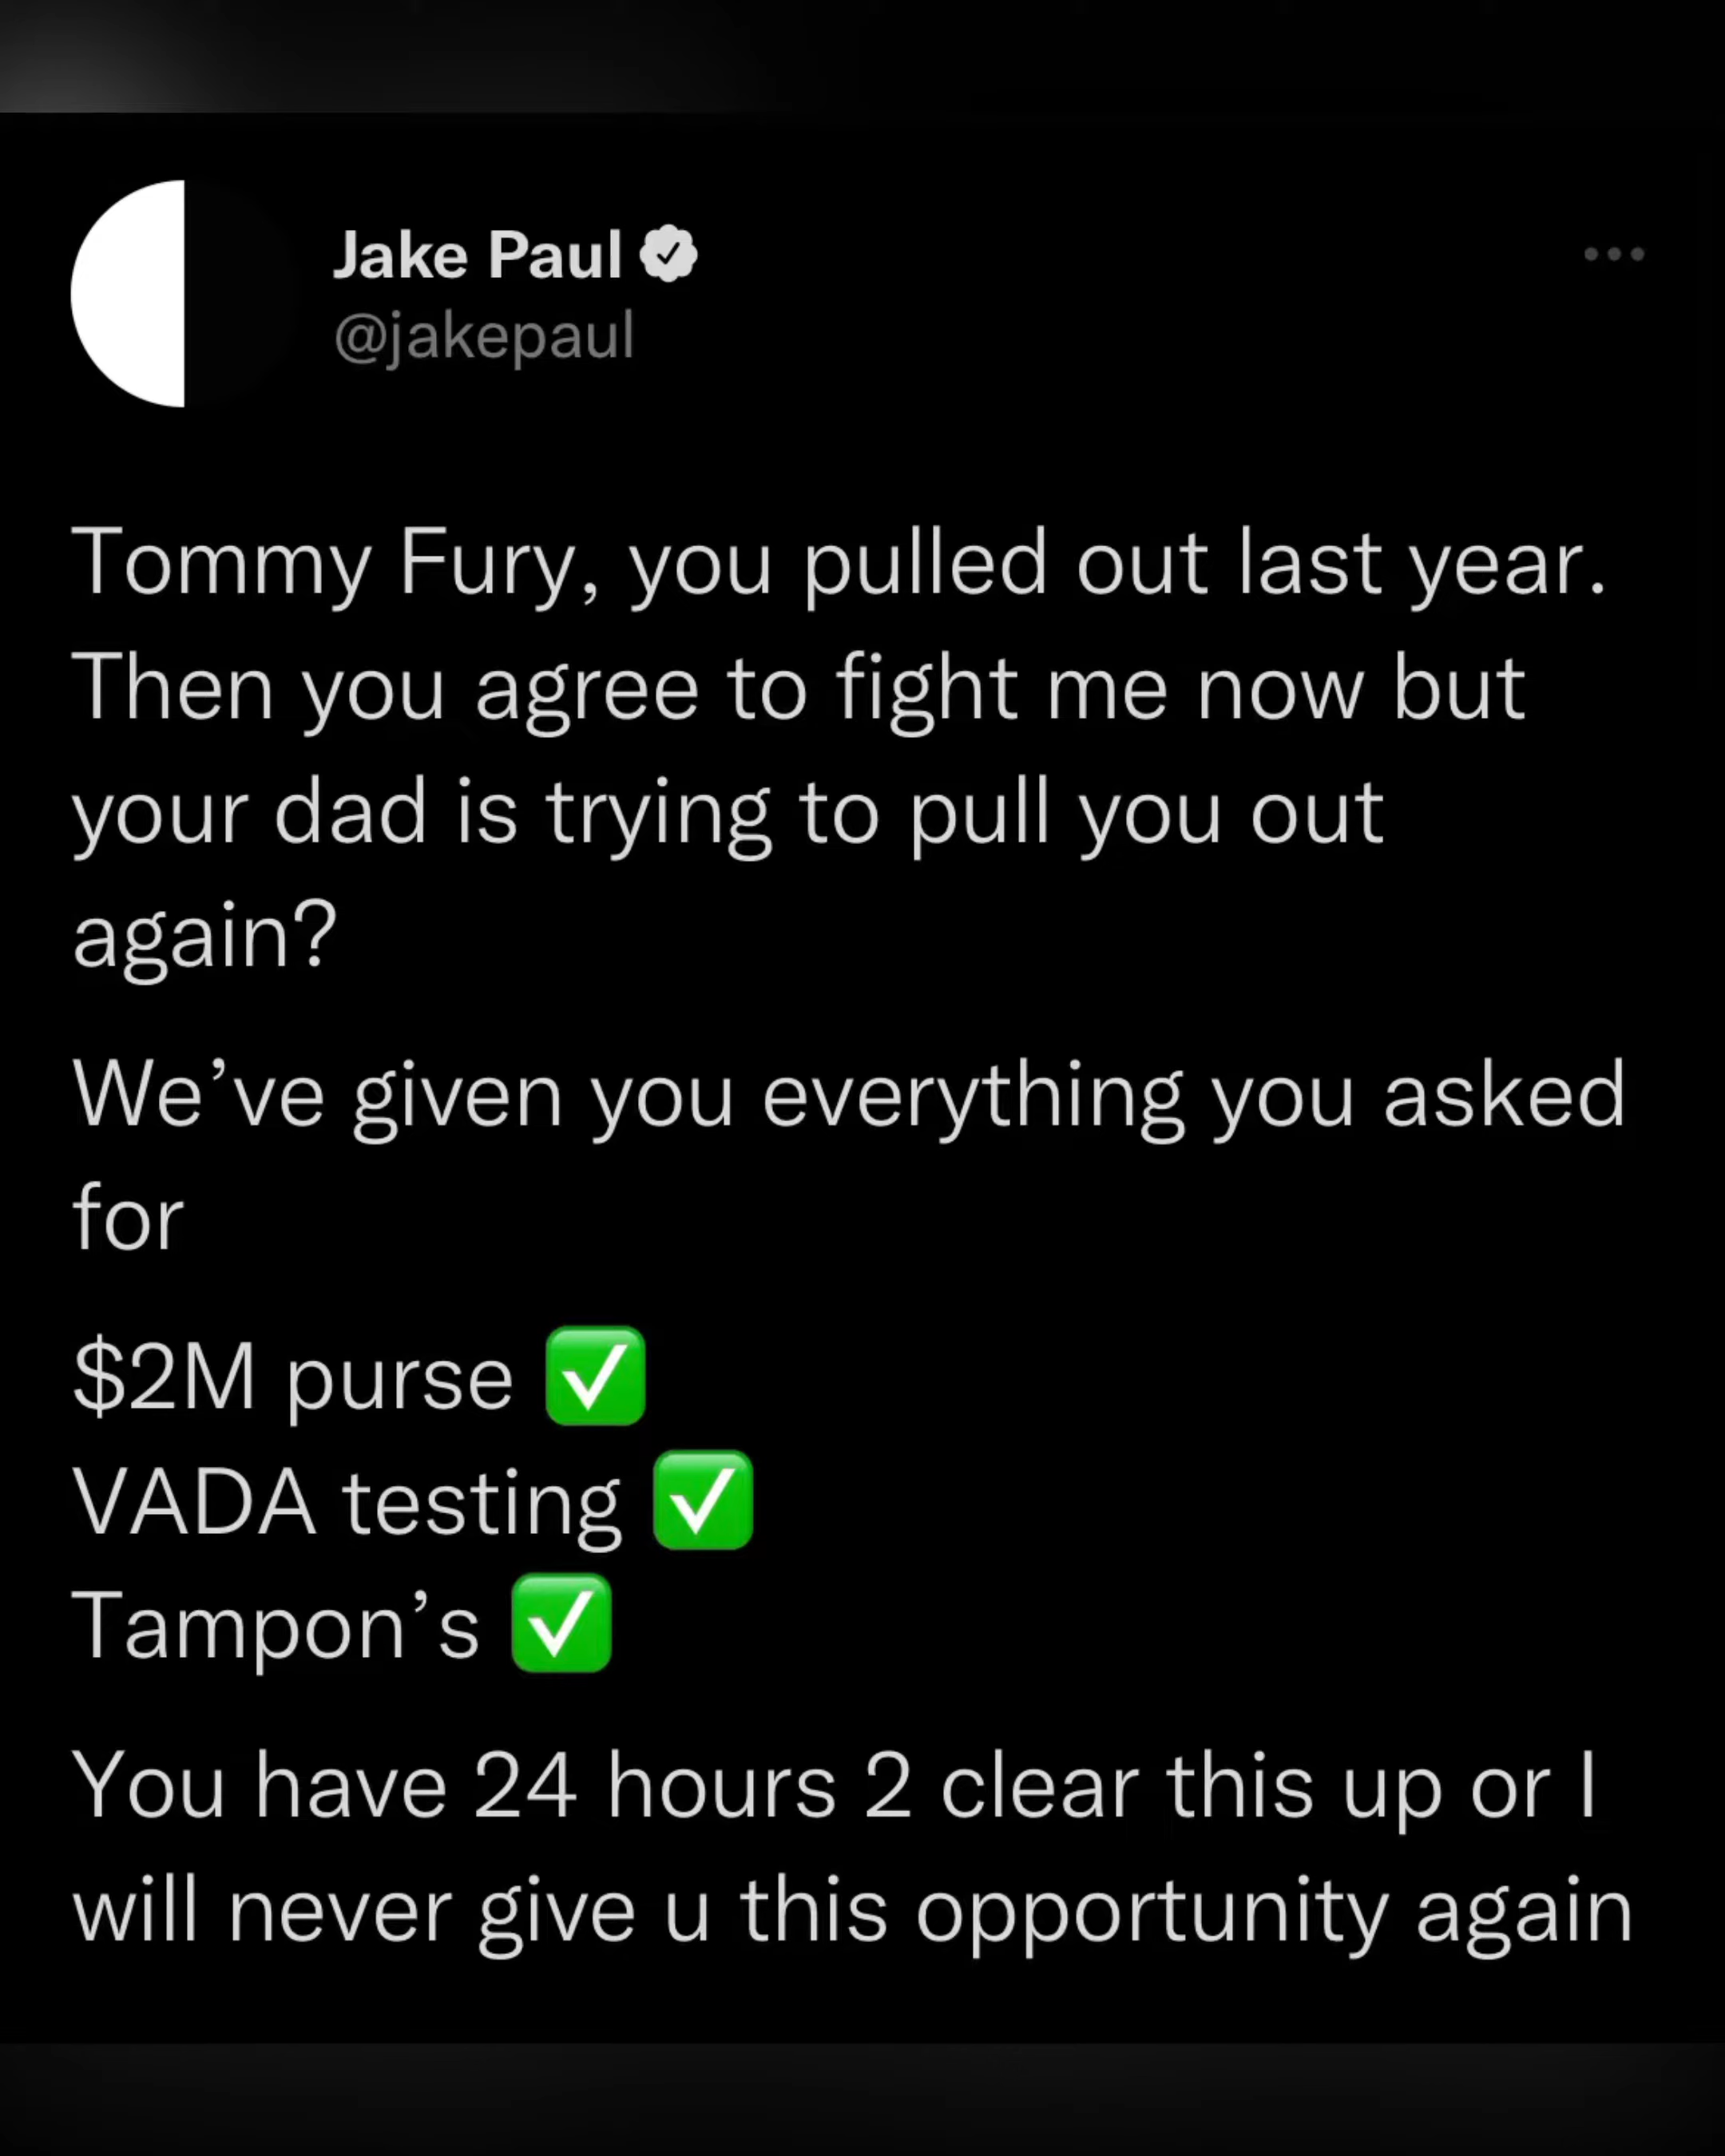 Jake Paul
@jakepaul
Tommy Fury, you pulled out last year.
Then you agree to fight me now but
your dad is trying to pull you out
again?
We’ve given you everything you asked
for
$2M purse ✅
VADA testing ✅
Tampon’s ✅
You have 24 hours 2 clear this up or I
will never give u this opportunity again